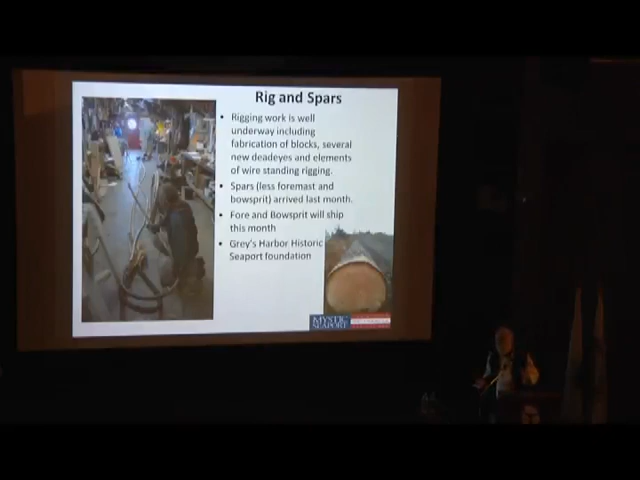 Rig and Spars
• Rigging work is well
underway including
fabrication of blocks, several
new deadeyes and elements
of wire standing rigging.
• Spars (less foremast and
bowsprit) arrived last month.
• Fore and Bowsprit will ship
this month
• Grey's Harbor Historic
Seaport foundation
MYSTIC
SEAPORT